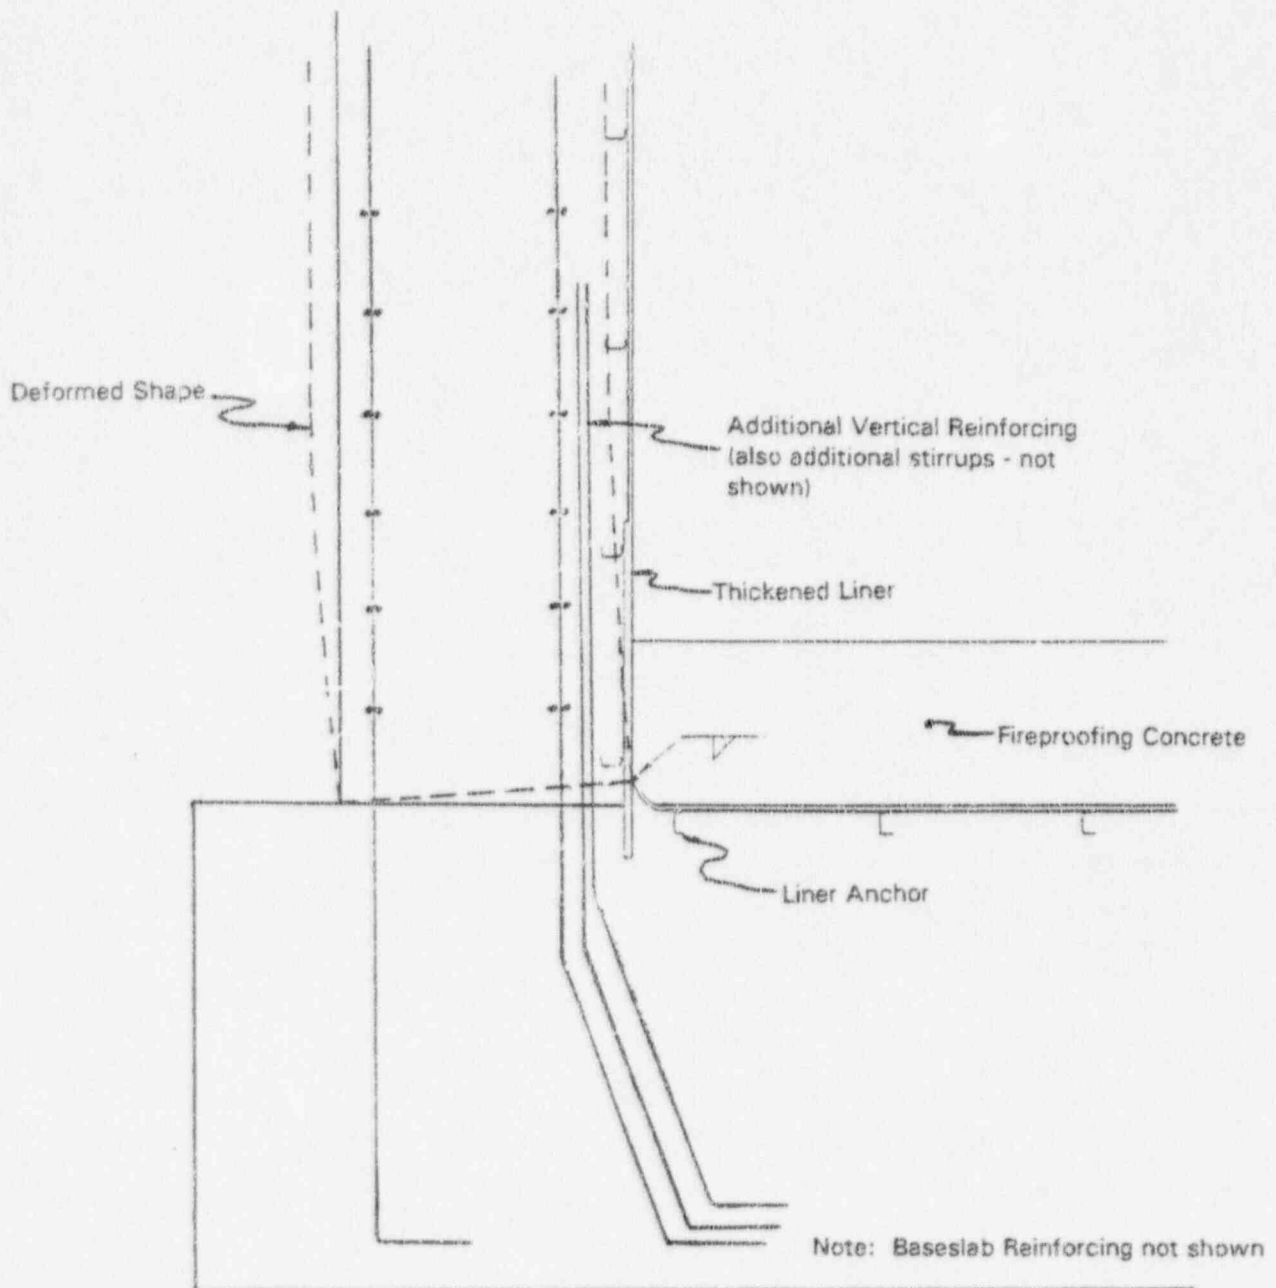 Deformed Shape
Additional Vertical Reinforcing
(also additional stirrups - not
shown)
Thickened Liner
Fireproofing Concrete
Liner Anchor
Note: Baseslab Reinforcing not shown